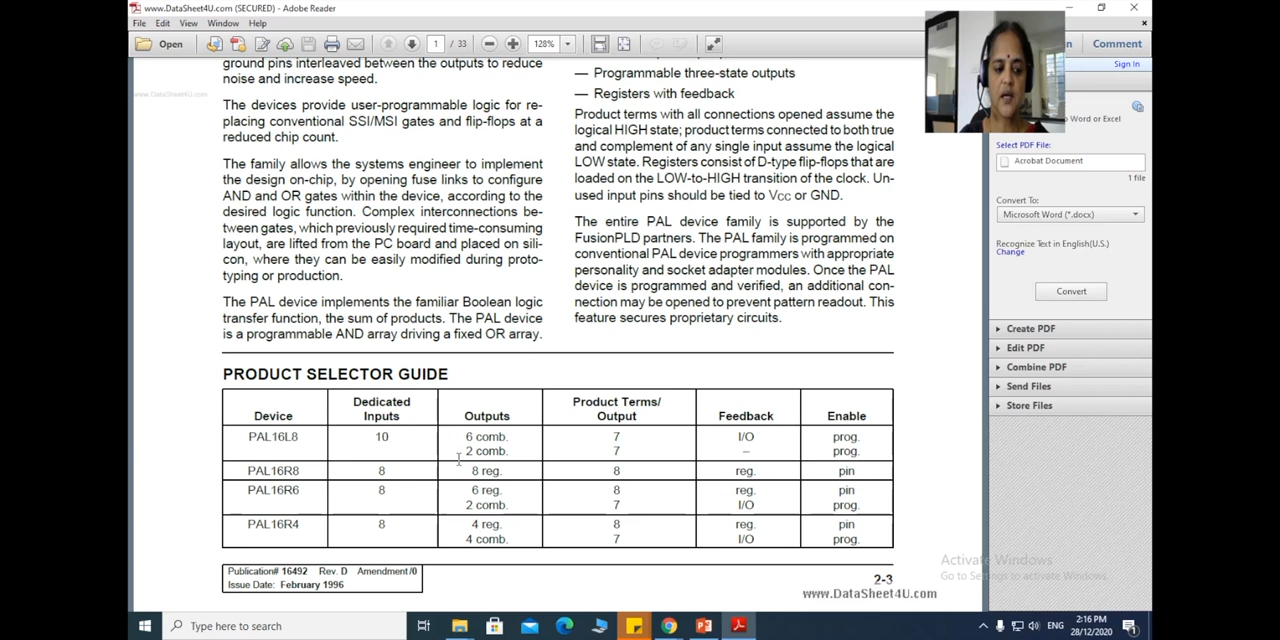 www.DataSheet4U.com (SECURED) - Adobe Reader
File Edit View Window Help
Open
1 / 33
128%
Comment
Sign In
ground pins interleaved between the outputs to reduce
noise and increase speed.
www.DataSheet4U.com
The devices provide user-programmable logic for re-
placing conventional SSI/MSI gates and flip-flops at a
reduced chip count.
The family allows the systems engineer to implement
the design on-chip, by opening fuse links to configure
AND and OR gates within the device, according to the
desired logic function. Complex interconnections be-
tween gates, which previously required time-consuming
layout, are lifted from the PC board and placed on sili-
con, where they can be easily modified during proto-
typing or production.
The PAL device implements the familiar Boolean logic
transfer function, the sum of products. The PAL device
is a programmable AND array driving a fixed OR array.
— Programmable three-state outputs
— Registers with feedback
Product terms with all connections opened assume the
logical HIGH state; product terms connected to both true
and complement of any single input assume the logical
LOW state. Registers consist of D-type flip-flops that are
loaded on the LOW-to-HIGH transition of the clock. Un-
used input pins should be tied to VCC or GND.
The entire PAL device family is supported by the
FusionPLD partners. The PAL family is programmed on
conventional PAL device programmers with appropriate
personality and socket adapter modules. Once the PAL
device is programmed and verified, an additional con-
nection may be opened to prevent pattern readout. This
feature secures proprietary circuits.
PRODUCT SELECTOR GUIDE
Device Dedicated Inputs Outputs Product Terms/ Output Feedback Enable
PAL16L8 10 6 comb. 7 I/O prog.
2 comb. 7 – prog.
PAL16R8 8 8 reg. 8 reg. pin
PAL16R6 8 6 reg. 8 reg. pin
2 comb. 7 I/O prog.
PAL16R4 8 4 reg. 8 reg. pin
4 comb. 7 I/O prog.
Publication# 16492 Rev. D Amendment/0
Issue Date: February 1996
2-3
www.DataSheet4U.com
to Word or Excel
Select PDF File:
Acrobat Document
1 file
Convert To:
Microsoft Word (*.docx)
Recognize Text in English(U.S.)
Change
Convert
Create PDF
Edit PDF
Combine PDF
Send Files
Store Files
Activate Windows
Go to Settings to activate Windows.
Type here to search
ENG
2:16 PM
28/12/2020
1